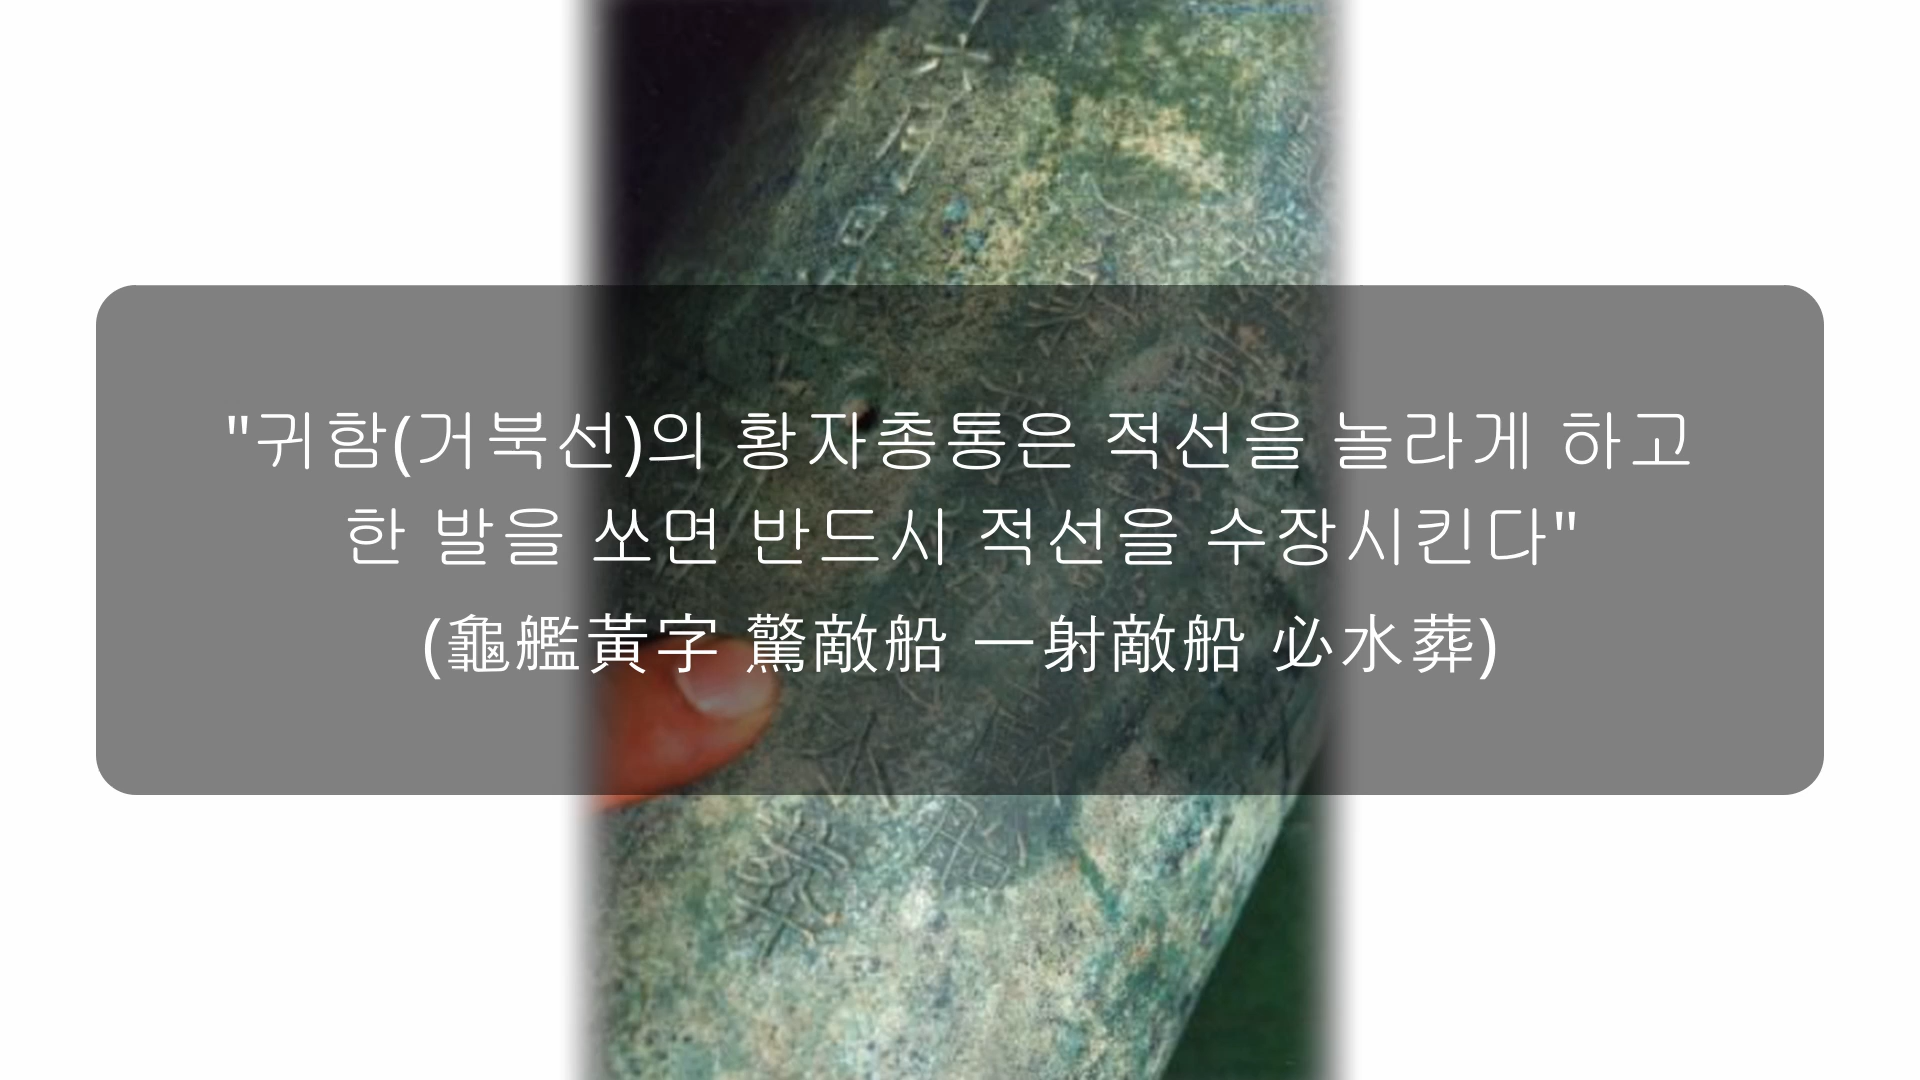 "귀함(거북선)의 황자총통은 적선을 놀라게 하고
한 발을 쏘면 반드시 적선을 수장시킨다"
(龜艦黃字 驚敵船 一射敵船 必水葬)